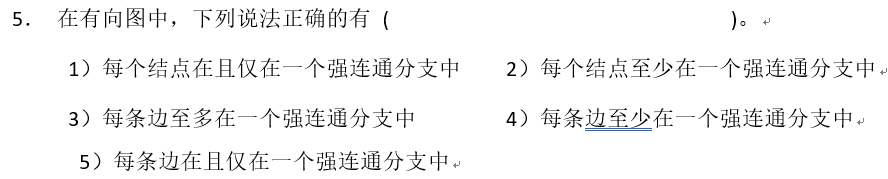 5. 在有向图中，下列说法正确的有（ ）。
1）每个结点在且仅在一个强连通分支中 2）每个结点至少在一个强连通分支中
3）每条边至多在一个强连通分支中 4）每条边至少在一个强连通分支中
5）每条边在且仅在一个强连通分支中